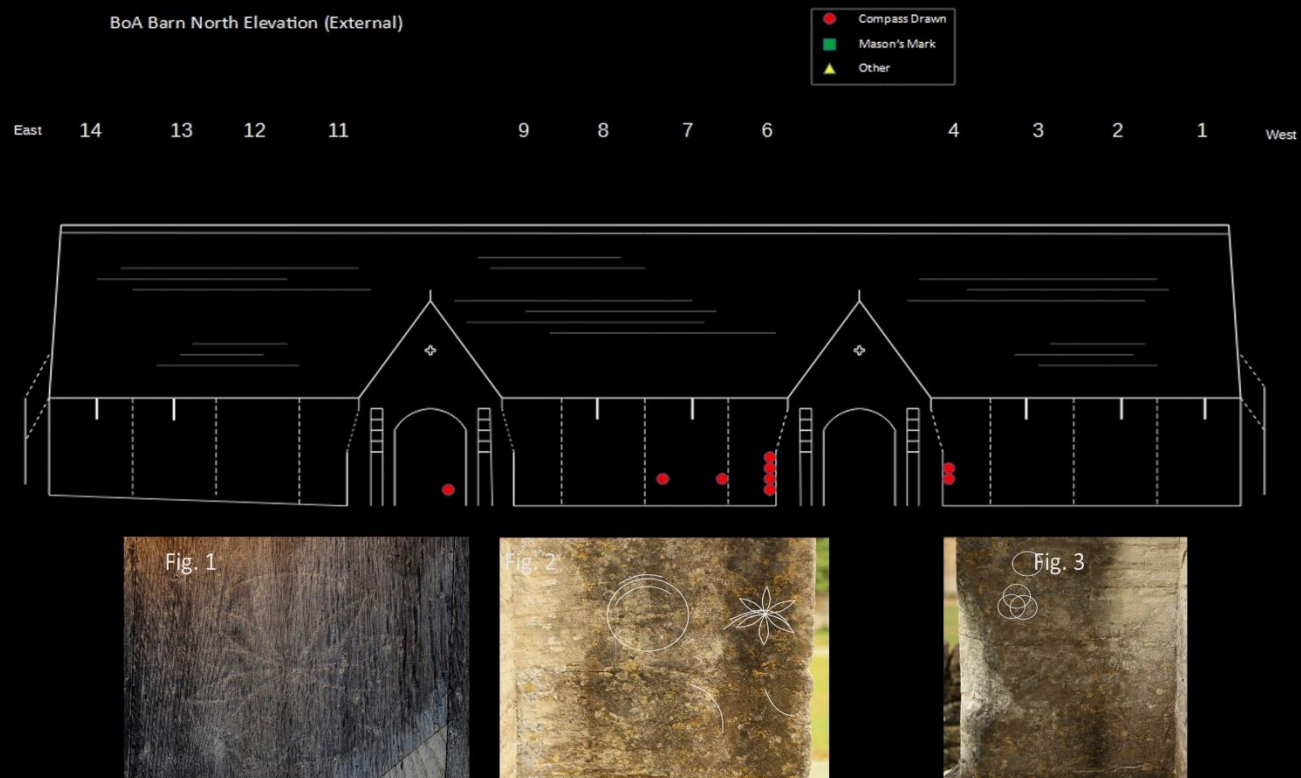 BoA Barn North Elevation (External)
Compass Drawn
Mason's Mark
Other
East 14 13 12 11 9 8 7 6 4 3 2 1 West
Fig. 1
Fig. 2
Fig. 3